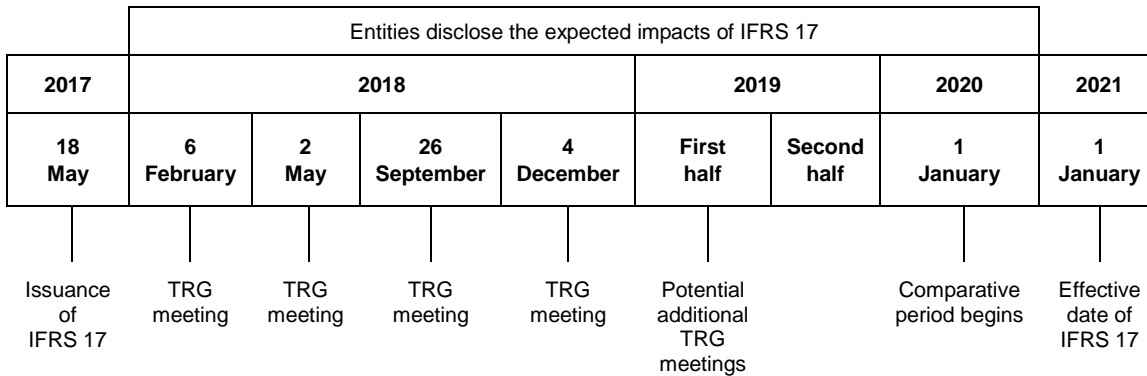 Entities disclose the expected impacts of IFRS 17
2017
2018
2019
2020
2021
18
May
6
February
2
May
26
September
4
December
First
half
Second
half
1
January
1
January
Issuance
of
IFRS 17
TRG
meeting
TRG
meeting
TRG
meeting
TRG
meeting
Potential
additional
TRG
meetings
Comparative
period begins
Effective
date of
IFRS 17